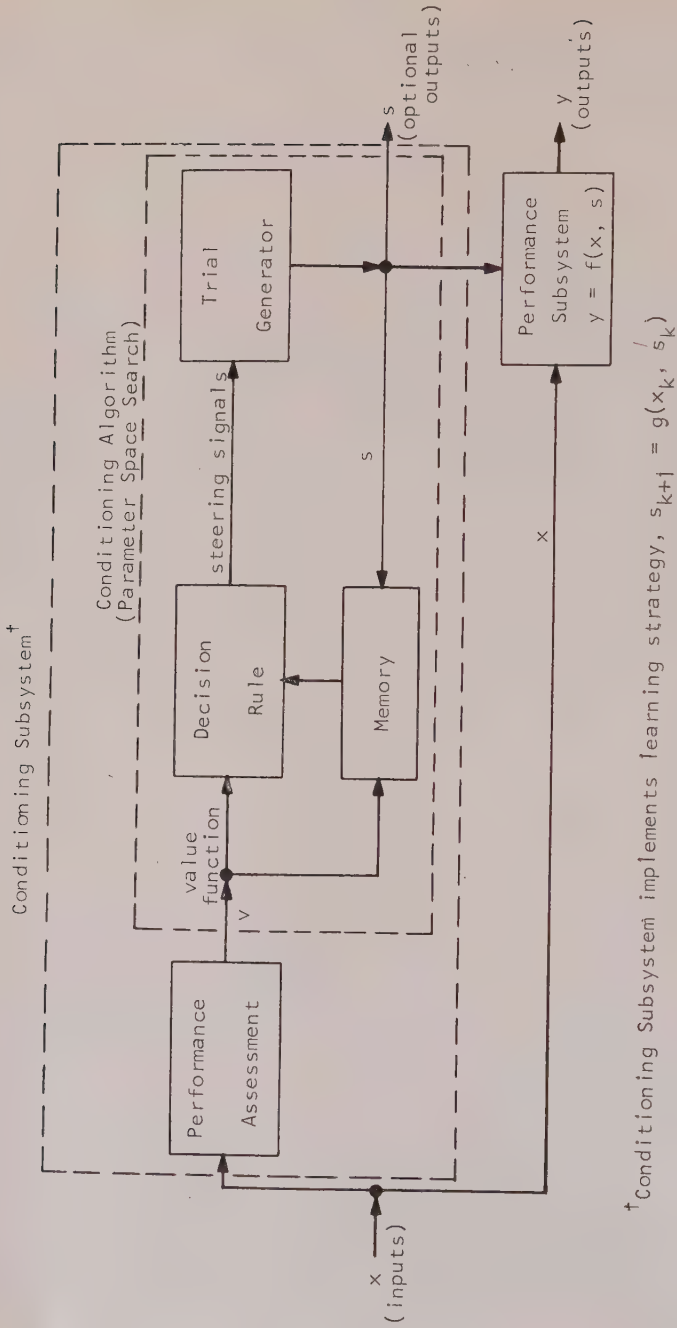 Conditioning Subsystem†
Conditioning Algorithm
(Parameter Space Search)
Performance
Assessment
v
value
function
Decision
Rule
steering signals
Trial
Generator
Memory
s
s
(optional
outputs)
x
(inputs)
x
Performance
Subsystem
y = f(x, s)
y
(outputs)
†Conditioning Subsystem implements learning strategy, s_{k+1} = g(x_k, s_k)